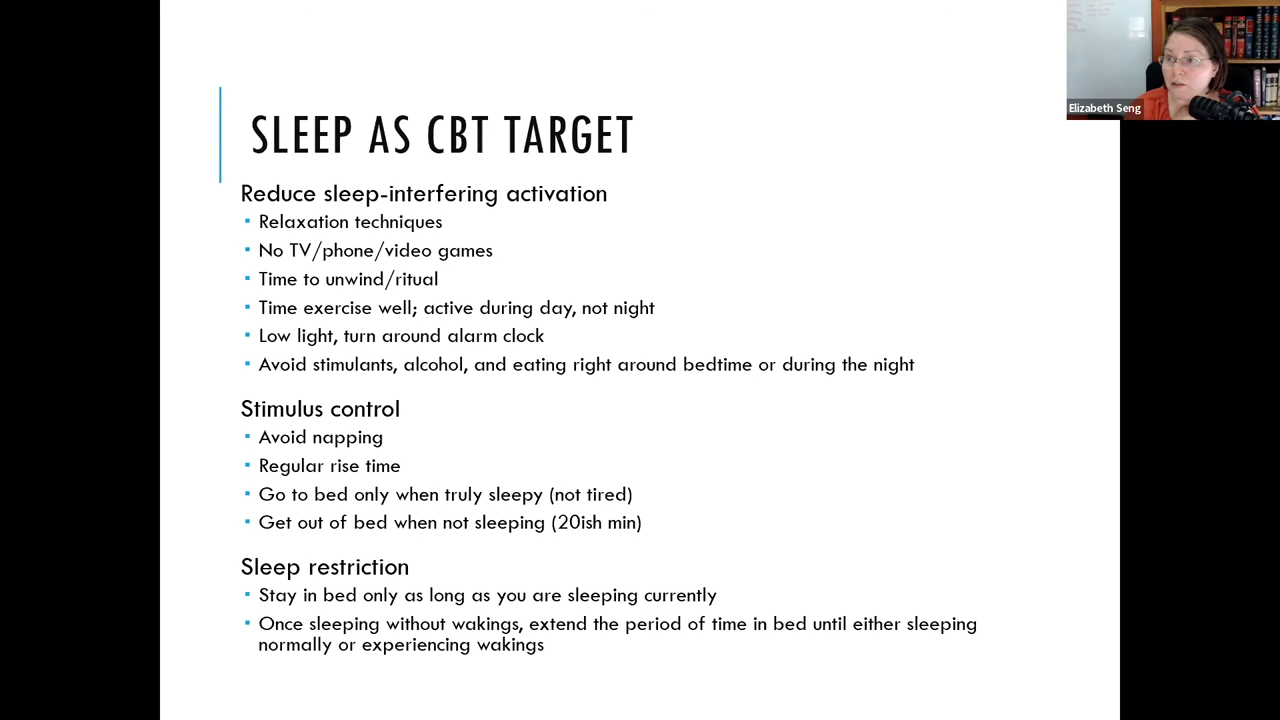 SLEEP AS CBT TARGET
Reduce sleep-interfering activation
▪ Relaxation techniques
▪ No TV/phone/video games
▪ Time to unwind/ritual
▪ Time exercise well; active during day, not night
▪ Low light, turn around alarm clock
▪ Avoid stimulants, alcohol, and eating right around bedtime or during the night
Stimulus control
▪ Avoid napping
▪ Regular rise time
▪ Go to bed only when truly sleepy (not tired)
▪ Get out of bed when not sleeping (20ish min)
Sleep restriction
▪ Stay in bed only as long as you are sleeping currently
▪ Once sleeping without wakings, extend the period of time in bed until either sleeping
normally or experiencing wakings
Elizabeth Seng